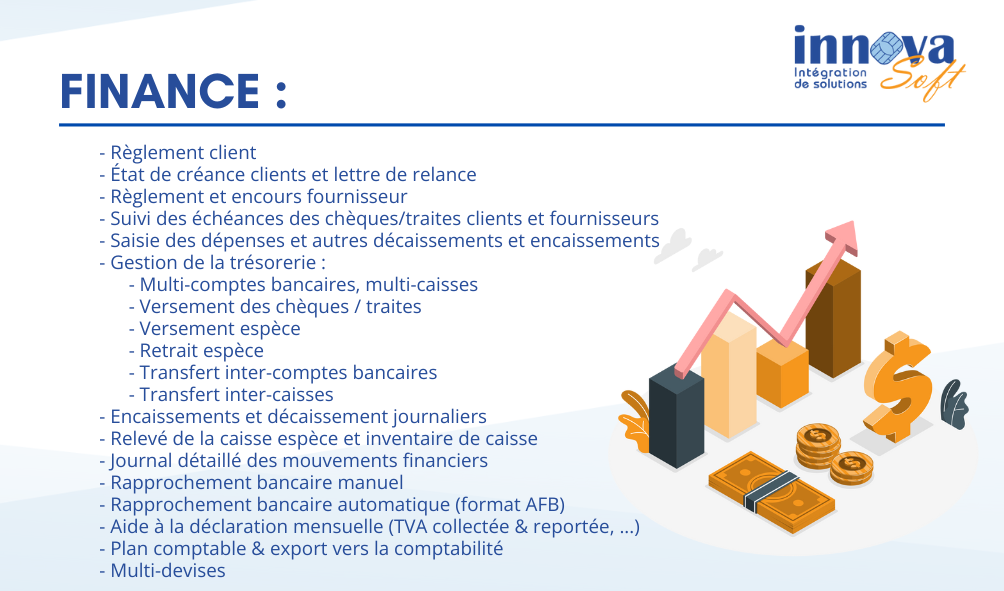 innova
Intégration
de solutions
Soft
FINANCE :
- Règlement client
- État de créance clients et lettre de relance
- Règlement et encours fournisseur
- Suivi des échéances des chèques/traites clients et fournisseurs
- Saisie des dépenses et autres décaissements et encaissements
- Gestion de la trésorerie :
- Multi-comptes bancaires, multi-caisses
- Versement des chèques / traites
- Versement espèce
- Retrait espèce
- Transfert inter-comptes bancaires
- Transfert inter-caisses
- Encaissements et décaissement journaliers
- Relevé de la caisse espèce et inventaire de caisse
- Journal détaillé des mouvements financiers
- Rapprochement bancaire manuel
- Rapprochement bancaire automatique (format AFB)
- Aide à la déclaration mensuelle (TVA collectée & reportée, ...)
- Plan comptable & export vers la comptabilité
- Multi-devises
$
$
$